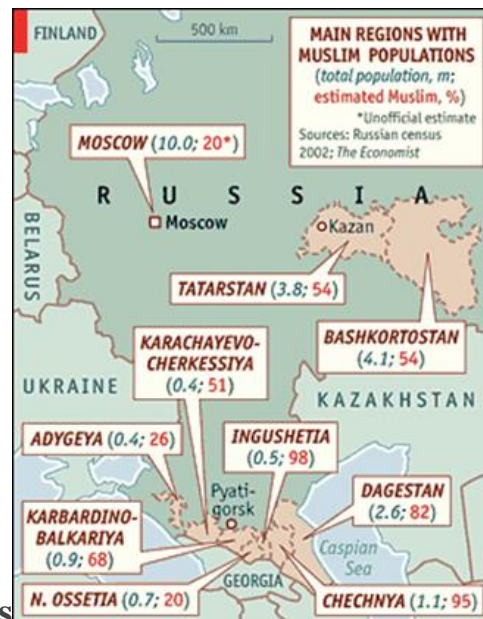 FINLAND
500 km
MAIN REGIONS WITH
MUSLIM POPULATIONS
(total population, m;
estimated Muslim, %)
*Unofficial estimate
Sources: Russian census
2002; The Economist
MOSCOW (10.0; 20*)
R U S S I A
Moscow
Kazan
BELARUS
TATARSTAN (3.8; 54)
BASHKORTOSTAN
(4.1; 54)
KARACHAYEVO-
CHERKESSIYA
(0.4; 51)
UKRAINE
KAZAKHSTAN
ADYGEYA (0.4; 26)
INGUSHETIA
(0.5; 98)
Pyati-
gorsk
DAGESTAN
(2.6; 82)
KARBARDINO-
BALKARIYA
(0.9; 68)
Caspian
Sea
GEORGIA
N. OSSETIA (0.7; 20)
CHECHNYA (1.1; 95)
s